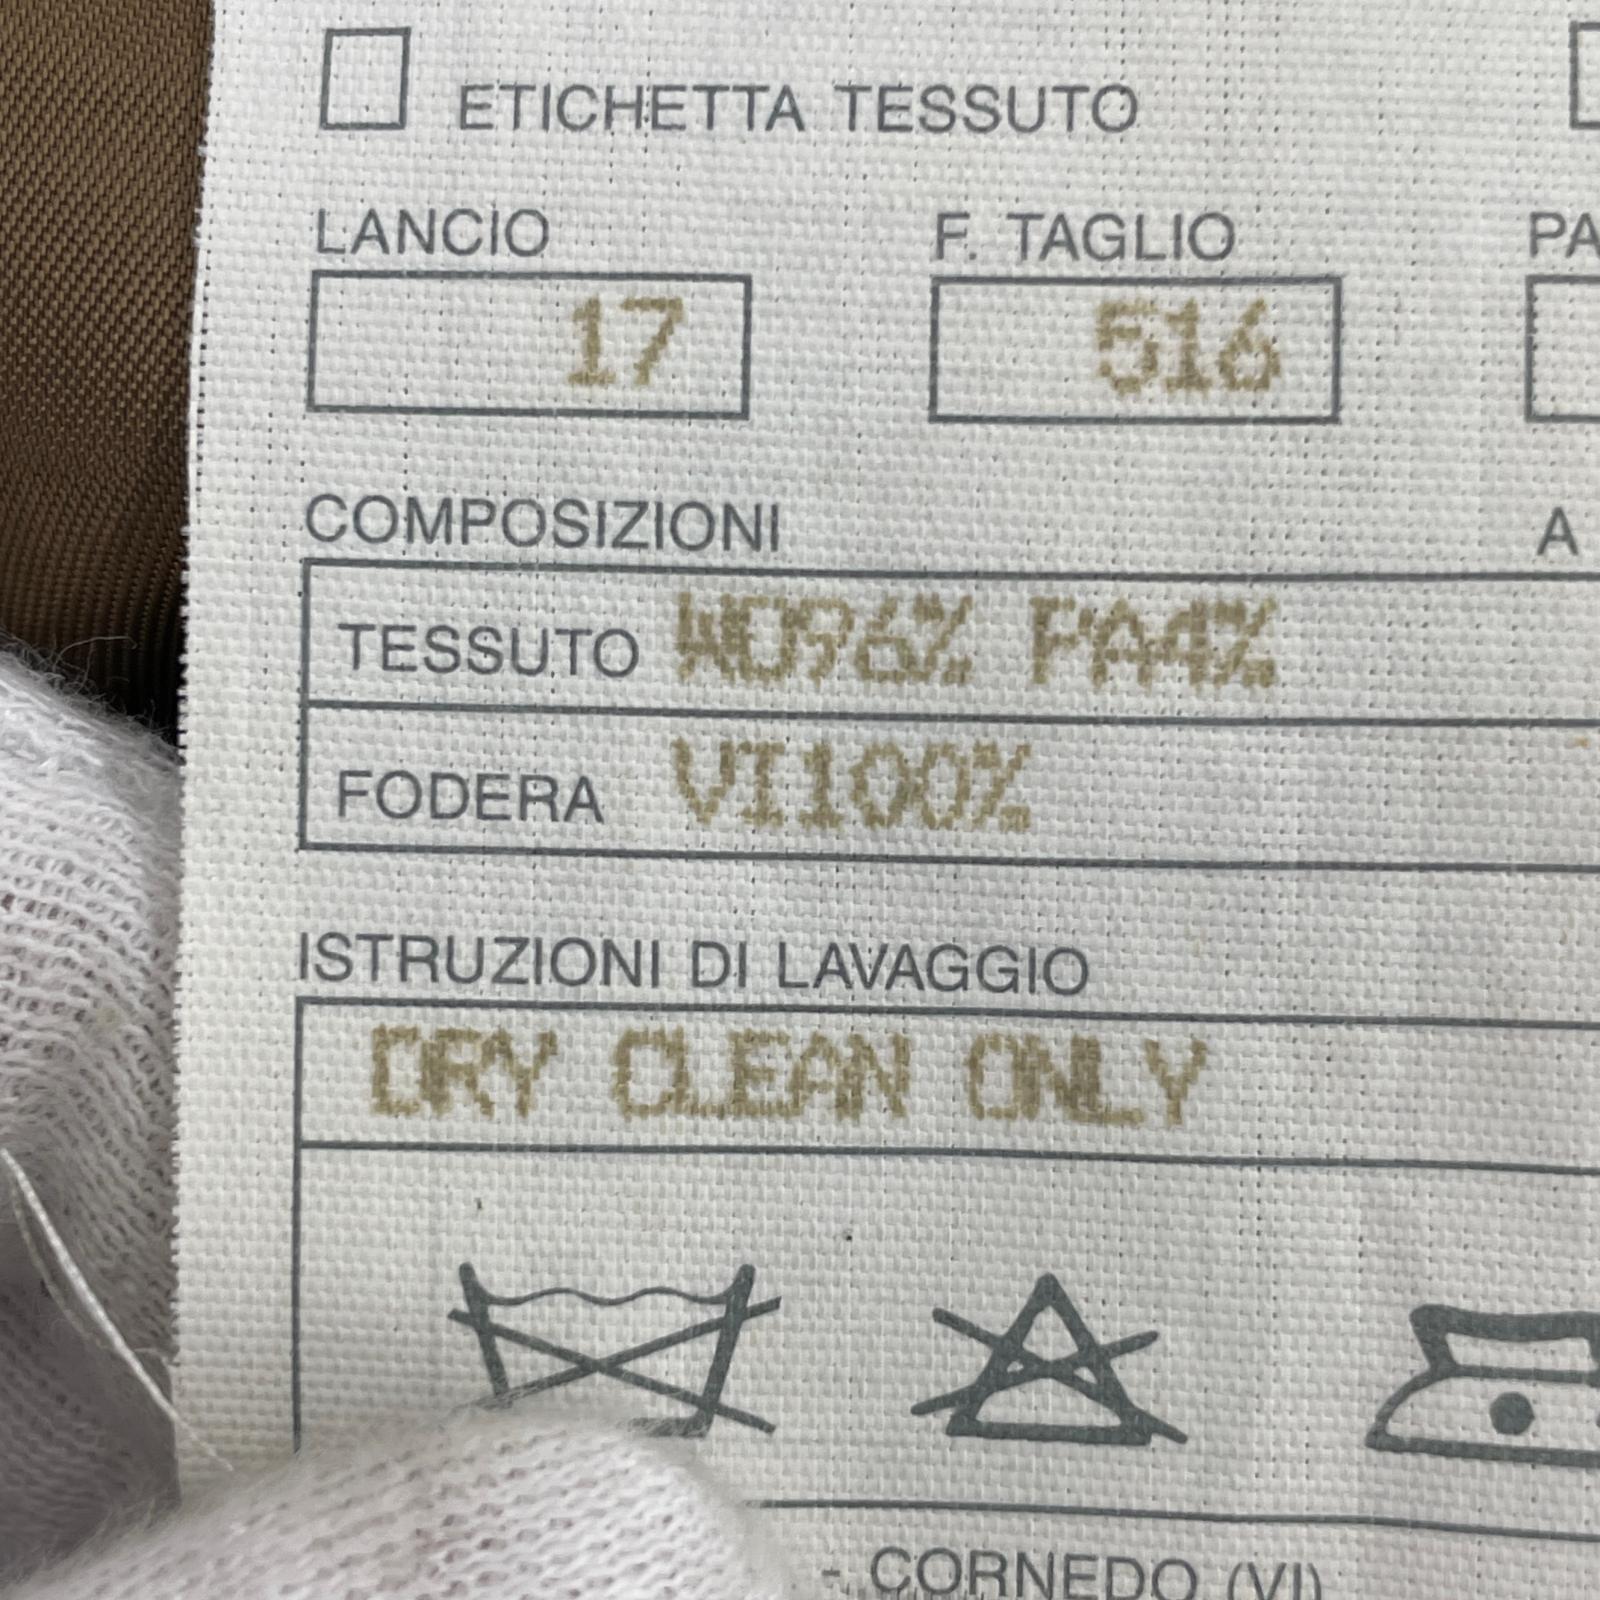 ETICHETTA TESSUTO
LANCIO F. TAGLIO PA
17 516
COMPOSIZIONI A
TESSUTO WO96% PA4%
FODERA VI100%
ISTRUZIONI DI LAVAGGIO
DRY CLEAN ONLY
- CORNEDO (VI)